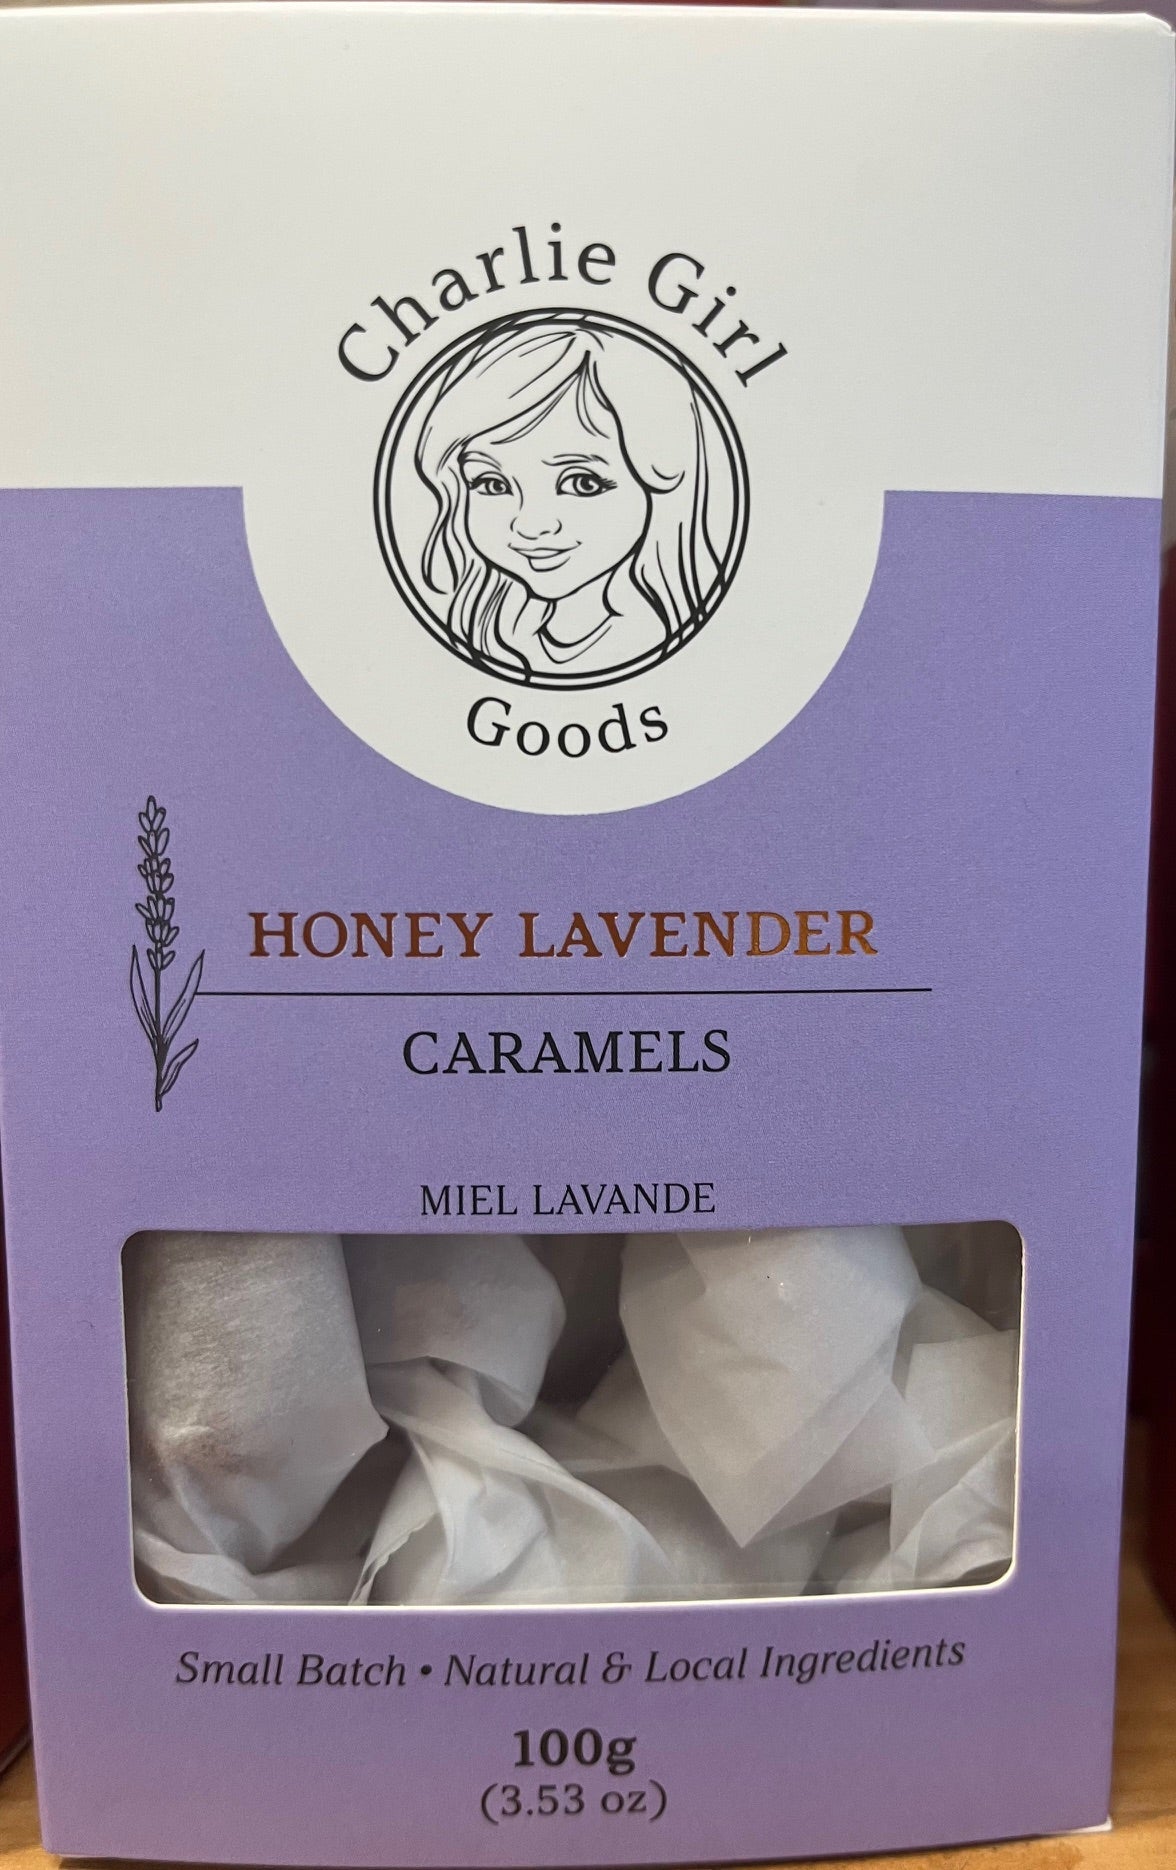 Charlie Girl
Goods
HONEY LAVENDER
CARAMELS
MIEL LAVANDE
Small Batch • Natural & Local Ingredients
100g
(3.53 oz)